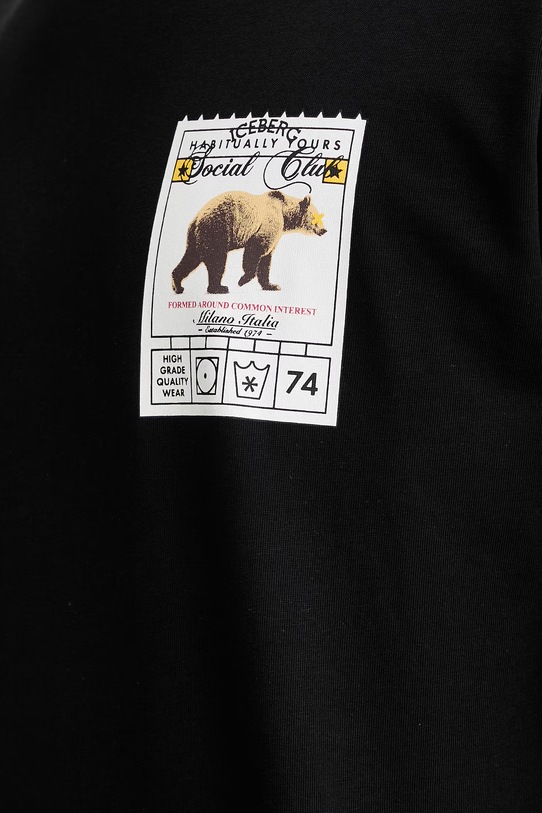 ICEBERG
HABITUALLY YOURS
Social Club
FORMED AROUND COMMON INTEREST
Milano Italia
- Established 1974 -
HIGH
GRADE
QUALITY
WEAR
74